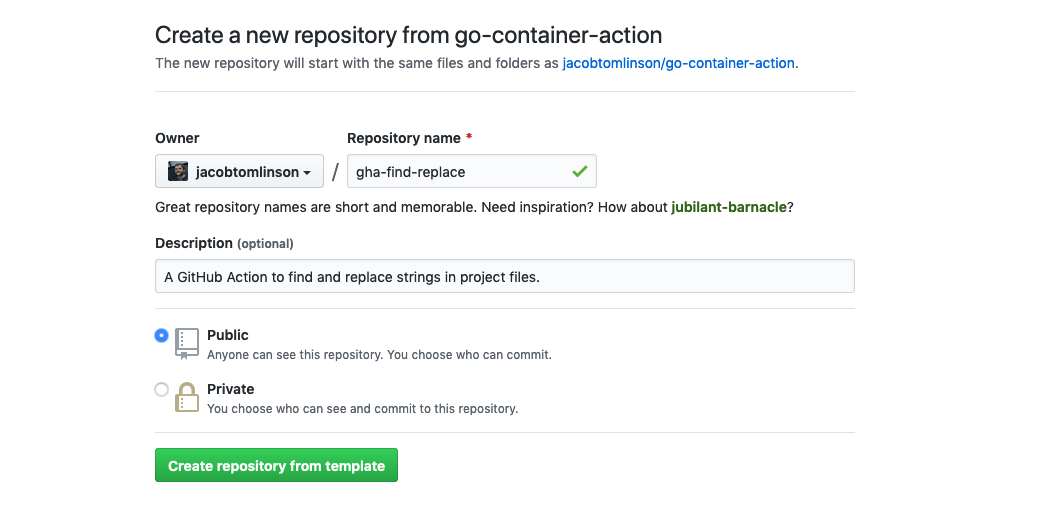 Create a new repository from go-container-action
The new repository will start with the same files and folders as jacobtomlinson/go-container-action.
Owner
Repository name *
jacobtomlinson
/
gha-find-replace
Great repository names are short and memorable. Need inspiration? How about jubilant-barnacle?
Description (optional)
A GitHub Action to find and replace strings in project files.
Public
Anyone can see this repository. You choose who can commit.
Private
You choose who can see and commit to this repository.
Create repository from template